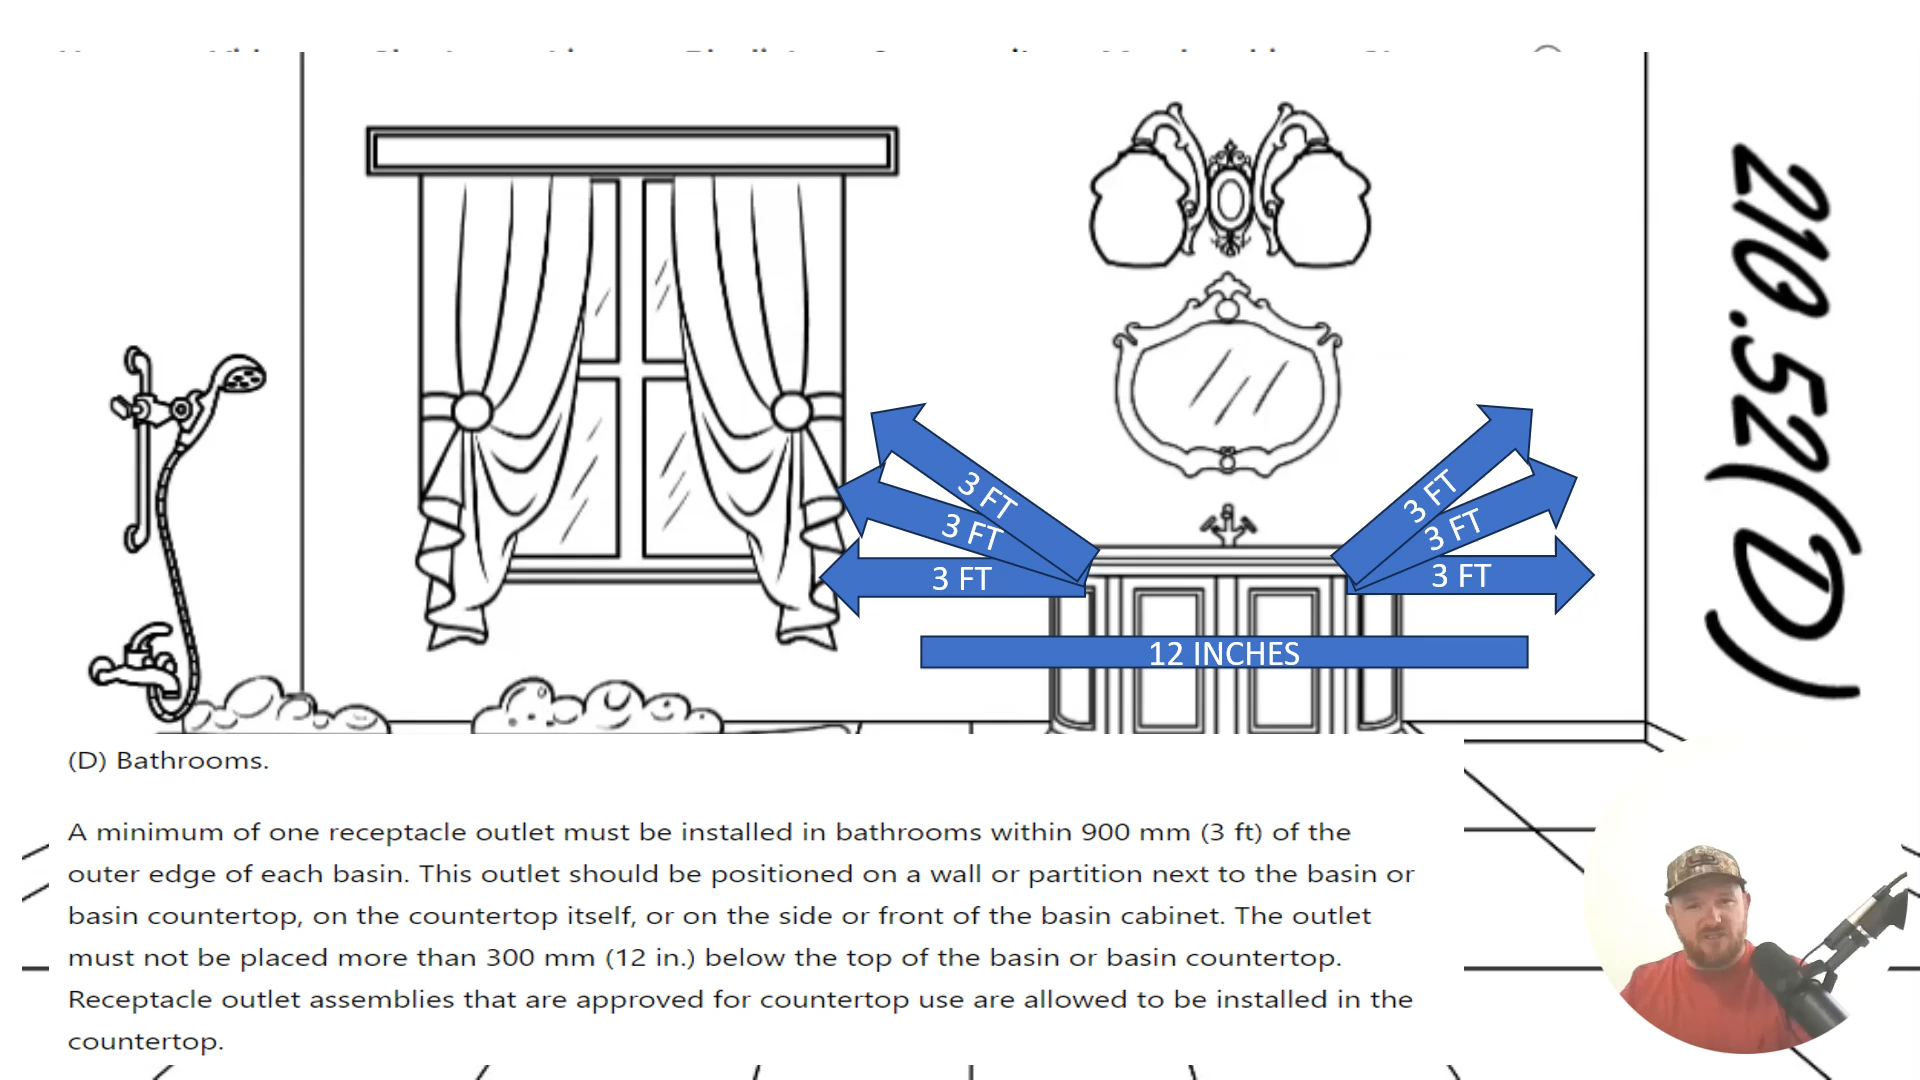 210.52(D)
3 FT
3 FT
3 FT
3 FT
3 FT
3 FT
12 INCHES
(D) Bathrooms.
A minimum of one receptacle outlet must be installed in bathrooms within 900 mm (3 ft) of the
outer edge of each basin. This outlet should be positioned on a wall or partition next to the basin or
basin countertop, on the countertop itself, or on the side or front of the basin cabinet. The outlet
must not be placed more than 300 mm (12 in.) below the top of the basin or basin countertop.
Receptacle outlet assemblies that are approved for countertop use are allowed to be installed in the
countertop.